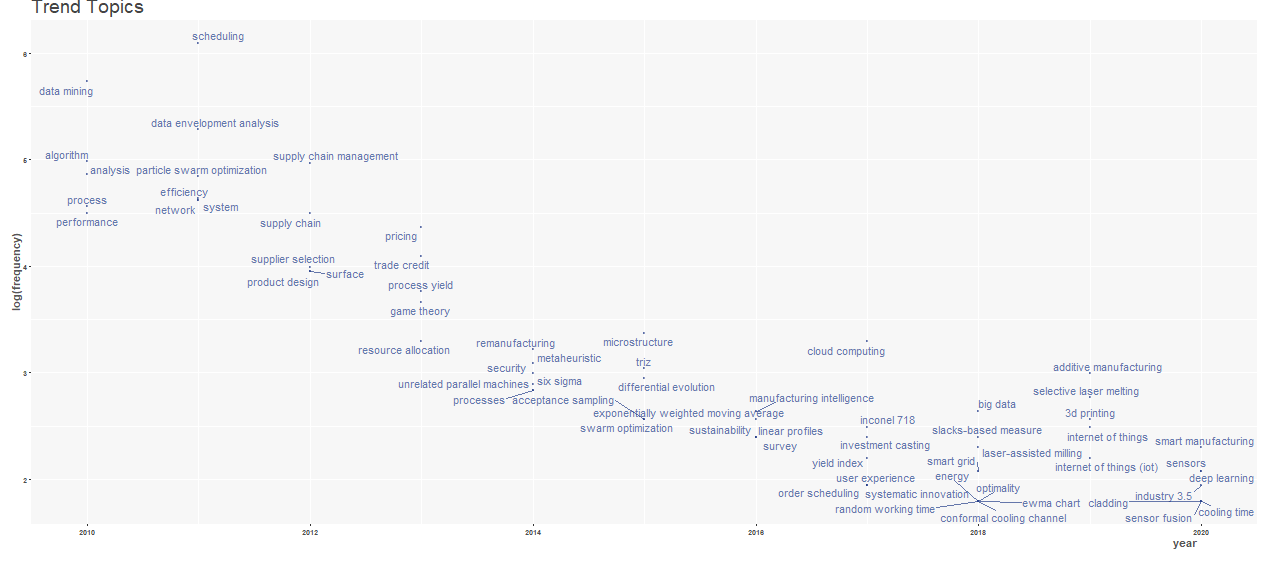 Trend Topics
scheduling
6
data mining
data envelopment analysis
algorithm
supply chain management
5
analysis
particle swarm optimization
efficiency
process
system
network
performance
supply chain
pricing
supplier selection
trade credit
4
surface
product design
process yield
log(frequency)
game theory
remanufacturing
microstructure
resource allocation
cloud computing
metaheuristic
triz
security
additive manufacturing
3
unrelated parallel machines
six sigma
differential evolution
selective laser melting
processes
acceptance sampling
manufacturing intelligence
big data
exponentially weighted moving average
3d printing
inconel 718
swarm optimization
sustainability
linear profiles
slacks-based measure
internet of things
smart manufacturing
survey
investment casting
laser-assisted milling
yield index
smart grid
internet of things (iot)
sensors
2
user experience
energy
deep learning
order scheduling
systematic innovation
optimality
industry 3.5
ewma chart
cladding
random working time
cooling time
conformal cooling channel
sensor fusion
2010
2012
2014
2016
2018
2020
year